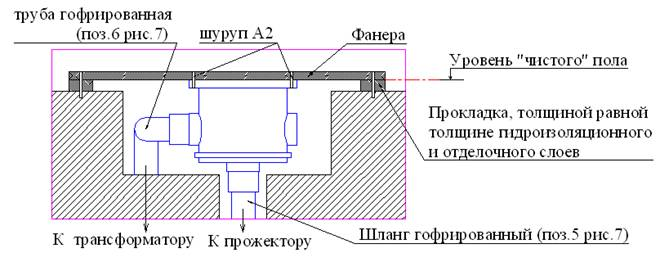 труба гофрированная
(поз.6 рис.7)
шуруп А2
Фанера
Уровень "чистого" пола
Прокладка, толщиной равной
толщине гидроизоляционного
и отделочного слоев
К трансформатору
К прожектору
Шланг гофрированный (поз.5 рис.7)